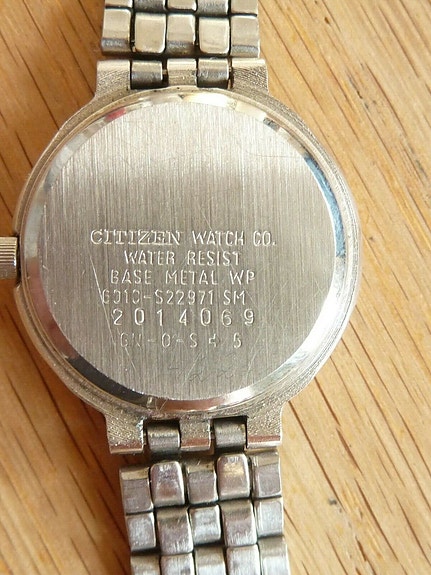 CITIZEN WATCH CO.
WATER RESIST
BASE METAL WP
6010-S22971 SM
2014069
GN-0-S